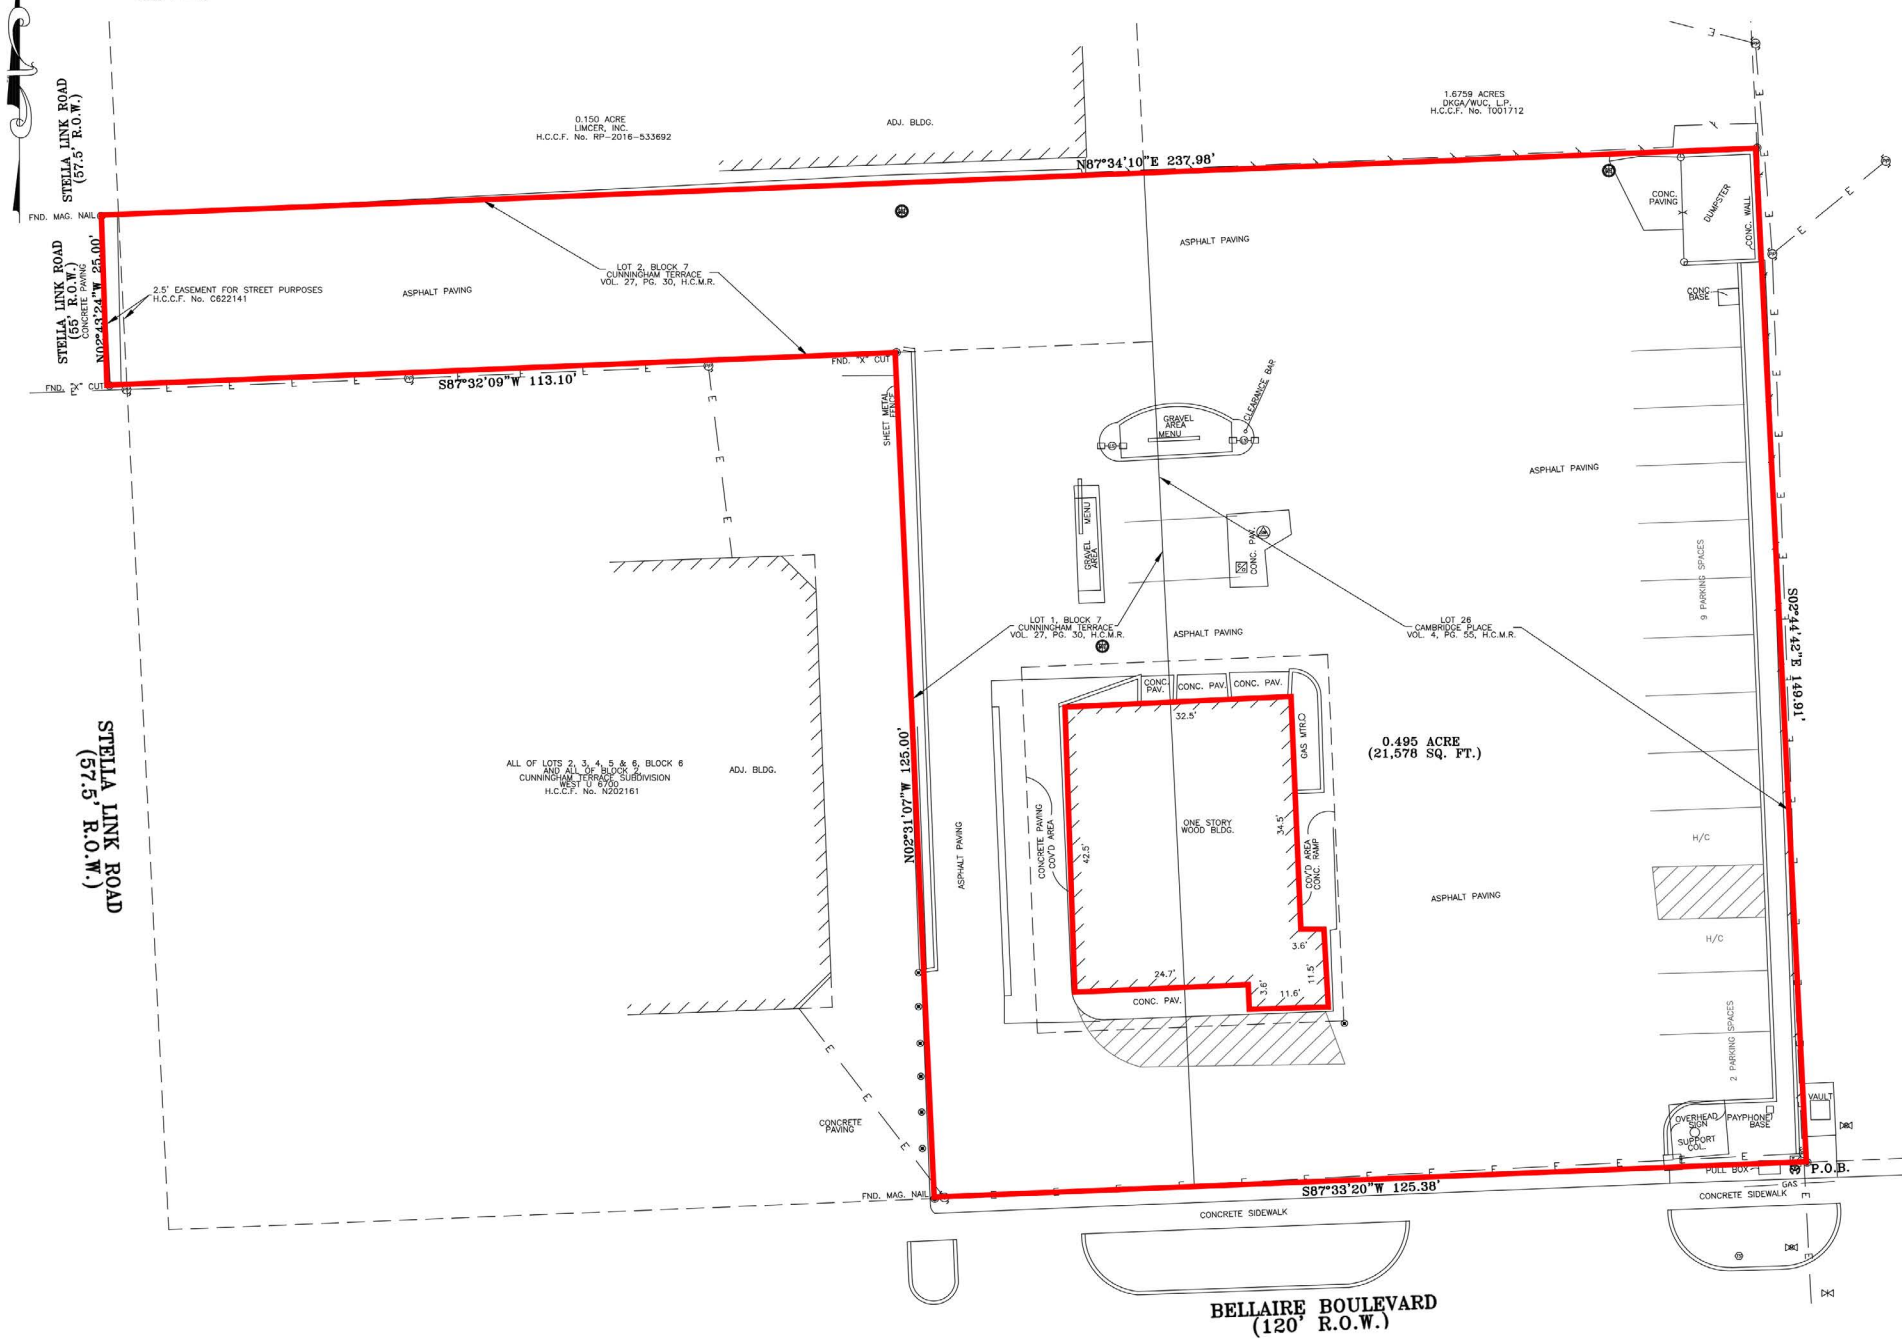 0.150 ACRE
LIMCER, INC.
H.C.C.F. No. RP-2016-533692
ADJ. BLDG.
1.6759 ACRES
DKGA/WUC, L.P.
H.C.C.F. No. T001712
STELLA LINK ROAD
(57.5' R.O.W.)
FND. MAG. NAIL
N87°34'10"E 237.98'
CONC.
PAVING
DUMPSTER
CONC. WALL
STELLA LINK ROAD
(55' R.O.W.)
CONCRETE PAVING
N02°43'24"W 25.00'
2.5' EASEMENT FOR STREET PURPOSES
H.C.C.F. No. C622141
ASPHALT PAVING
LOT 2, BLOCK 7
CUNNINGHAM TERRACE
VOL. 27, PG. 30, H.C.M.R.
ASPHALT PAVING
CONC.
BASE
FND. "X" CUT
S87°32'09"W 113.10'
FND. "X" CUT
SHEET METAL
FENCE
GRAVEL
AREA
MENU
CLEARANCE BAR
ASPHALT PAVING
MENU
GRAVEL
AREA
CONC. PAV.
9 PARKING SPACES
S02°44'42"E 149.91'
LOT 1, BLOCK 7
CUNNINGHAM TERRACE
VOL. 27, PG. 30, H.C.M.R.
ASPHALT PAVING
LOT 26
CAMBRIDGE PLACE
VOL. 4, PG. 55, H.C.M.R.
CONC.
PAV.
CONC. PAV.
CONC. PAV.
32.5'
GAS MTR.
0.495 ACRE
(21,578 SQ. FT.)
STELLA LINK ROAD
(57.5' R.O.W.)
ALL OF LOTS 2, 3, 4, 5 & 6, BLOCK 6
AND ALL OF BLOCK 7
CUNNINGHAM TERRACE SUBDIVISION
WEST U 6700
H.C.C.F. No. N202161
ADJ. BLDG.
N02°31'07"W 125.00'
ASPHALT PAVING
CONCRETE PAVING
COV'D AREA
42.5'
ONE STORY
WOOD BLDG.
34.5'
COV'D AREA
CONC. RAMP
H/C
ASPHALT PAVING
H/C
3.6'
11.5'
24.7'
3.6'
11.6'
CONC. PAV.
2 PARKING SPACES
CONCRETE
PAVING
OVERHEAD
SIGN
SUPPORT
COL.
PAYPHONE
BASE
VAULT
PULL BOX
P.O.B.
GAS
FND. MAG. NAIL
S87°33'20"W 125.38'
CONCRETE SIDEWALK
CONCRETE SIDEWALK
BELLAIRE BOULEVARD
(120' R.O.W.)